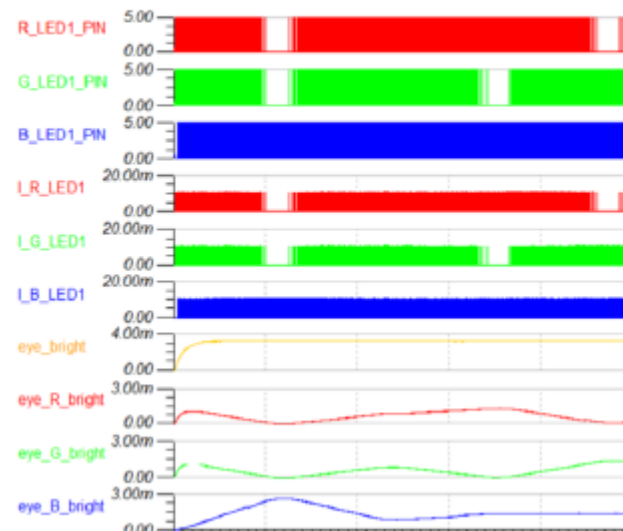 R_LED1_PIN 5.00
0.00
G_LED1_PIN 5.00
0.00
B_LED1_PIN 5.00
0.00
I_R_LED1 20.00m
0.00
I_G_LED1 20.00m
0.00
I_B_LED1 20.00m
0.00
eye_bright 4.00m
0.00
eye_R_bright 3.00m
0.00
eye_G_bright 3.00m
0.00
eye_B_bright 3.00m
0.00